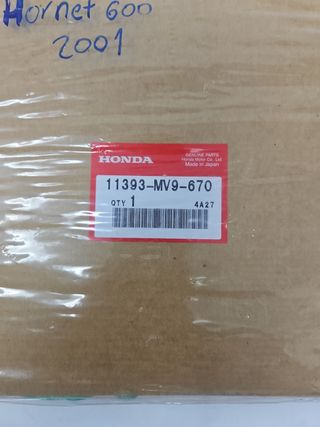 Hornet 600
2001
HONDA
GENUINE PARTS
Honda Motor Co., Ltd.
Made in Japan
11393-MV9-670
QTY 1
4A27